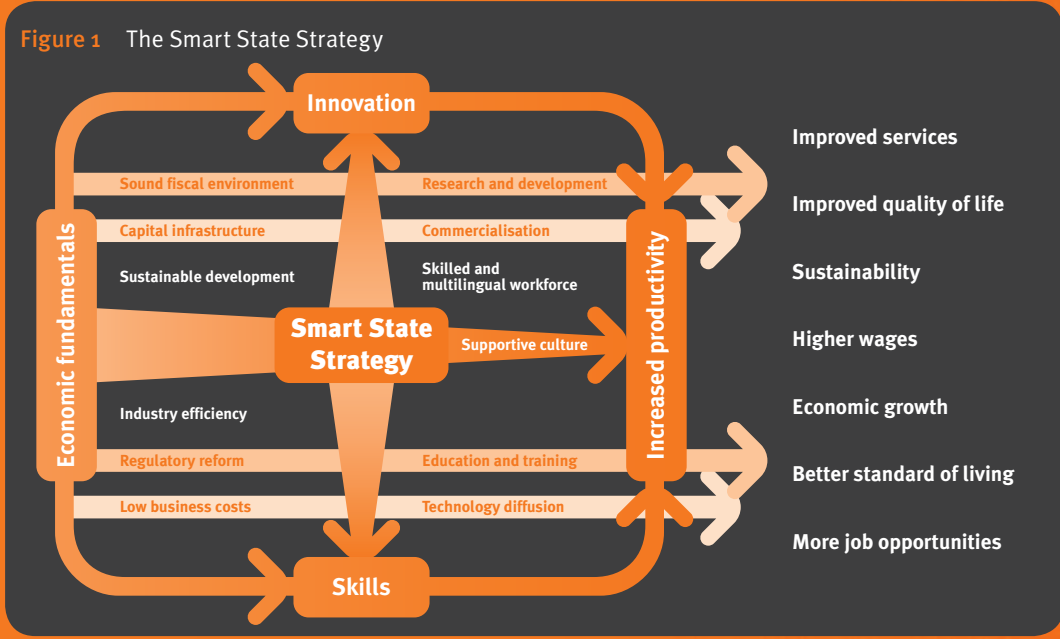 Figure 1 The Smart State Strategy
Innovation
Sound fiscal environment
Research and development
Capital infrastructure
Commercialisation
Sustainable development
Skilled and
multilingual workforce
Economic fundamentals
Smart State
Strategy
Supportive culture
Increased productivity
Industry efficiency
Regulatory reform
Education and training
Low business costs
Technology diffusion
Skills
Improved services
Improved quality of life
Sustainability
Higher wages
Economic growth
Better standard of living
More job opportunities